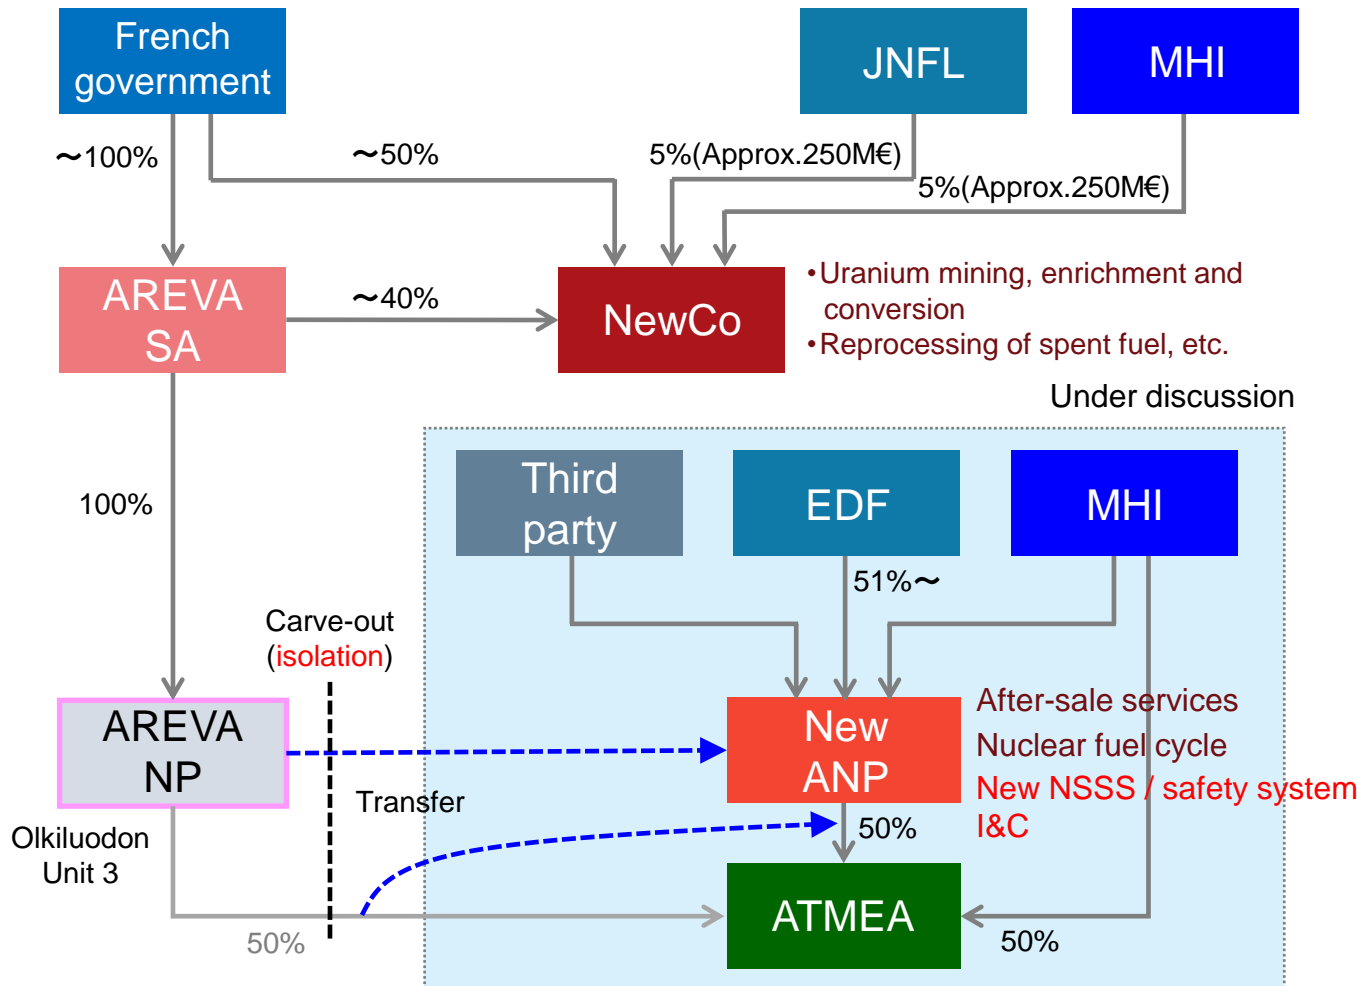 French
government
JNFL
MHI
~100%
~50%
5%(Approx.250M€)
5%(Approx.250M€)
AREVA
SA
~40%
NewCo
•Uranium mining, enrichment and
conversion
•Reprocessing of spent fuel, etc.
Under discussion
Third
party
EDF
MHI
100%
51%~
Carve-out
(isolation)
AREVA
NP
New
ANP
After-sale services
Nuclear fuel cycle
New NSSS / safety system
I&C
Transfer
Olkiluodon
Unit 3
50%
ATMEA
50%
50%